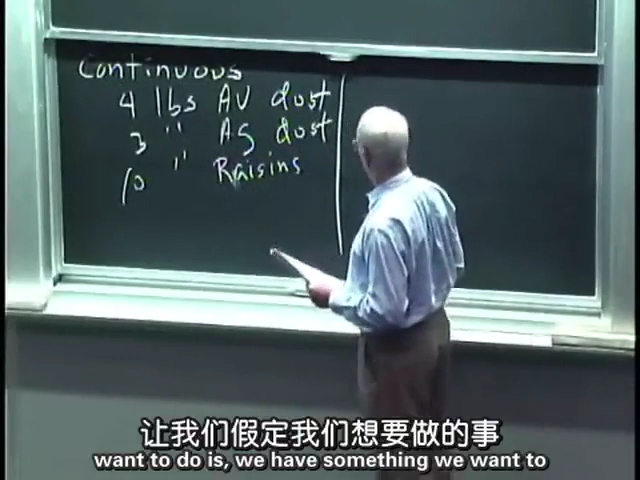 Continuous
4 lbs AU dust
3 " AG dust
10 " Raisins
让我们假定我们想要做的事
want to do is, we have something we want to